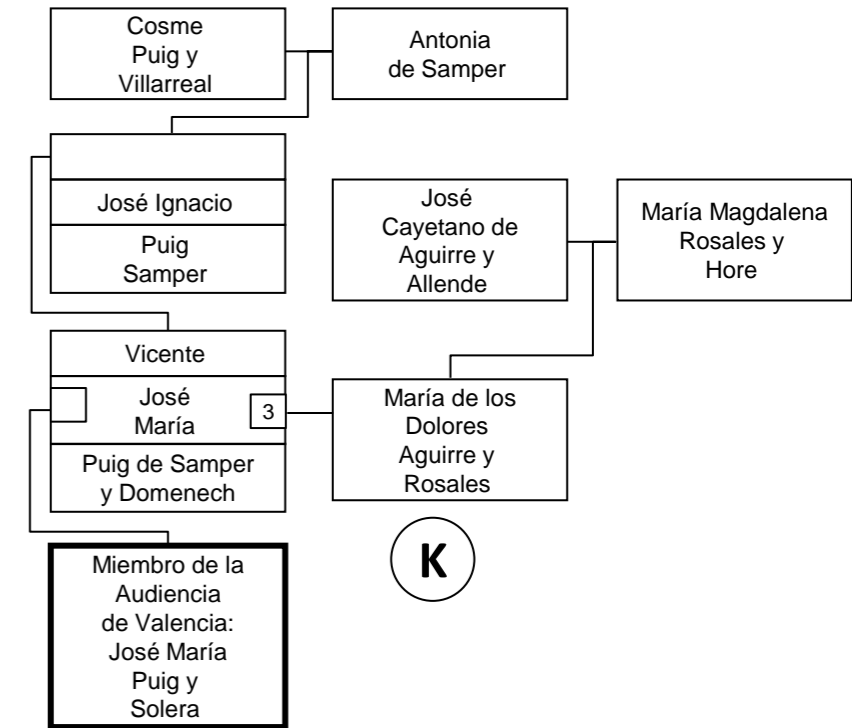 Cosme
Puig y
Villarreal
Antonia
de Samper
José Ignacio
Puig
Samper
José
Cayetano de
Aguirre y
Allende
María Magdalena
Rosales y
Hore
Vicente
José
María
3
Puig de Samper
y Domenech
María de los
Dolores
Aguirre y
Rosales
K
Miembro de la
Audiencia
de Valencia:
José María
Puig y
Solera